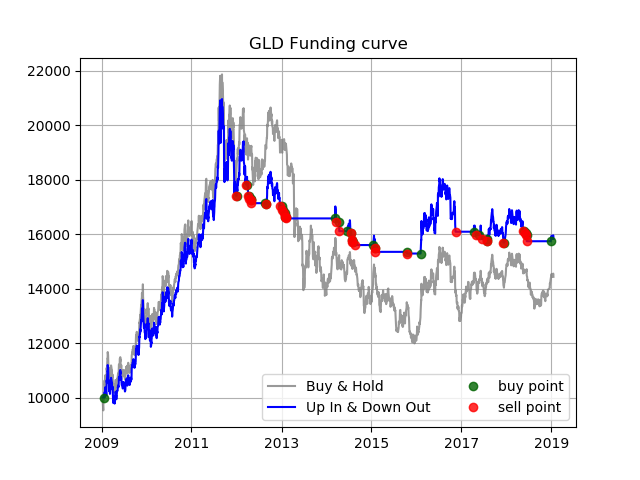 GLD Funding curve
22000
20000
18000
16000
14000
12000
10000
2009
2011
2013
2015
2017
2019
Buy & Hold
Up In & Down Out
buy point
sell point